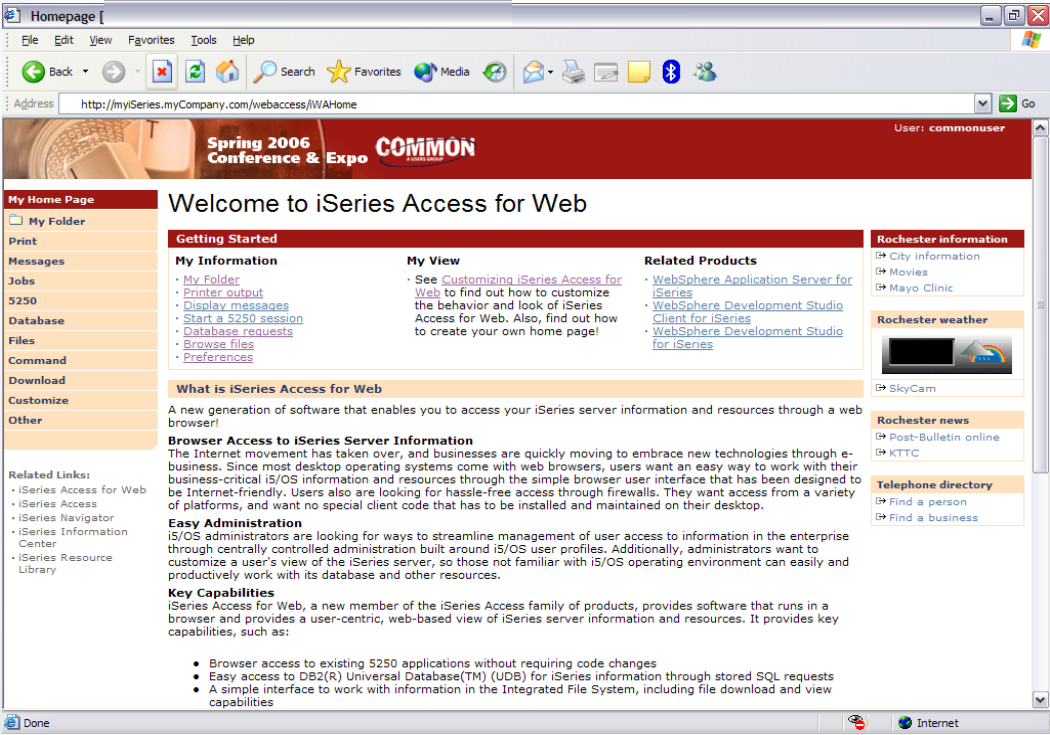 Homepage [
File Edit View Favorites Tools Help
Back Search Favorites Media
Address http://myiSeries.myCompany.com/webaccess/iWAHome Go
T
Spring 2006
Conference & Expo
COMMON
A USERS GROUP
User: commonuser
My Home Page
My Folder
Print
Messages
Jobs
5250
Database
Files
Command
Download
Customize
Other
Related Links:
· iSeries Access for Web
· iSeries Access
· iSeries Navigator
· iSeries Information
Center
· iSeries Resource
Library
Welcome to iSeries Access for Web
Getting Started
My Information
· My Folder
· Printer output
· Display messages
· Start a 5250 session
· Database requests
· Browse files
· Preferences
My View
· See Customizing iSeries Access for
Web to find out how to customize
the behavior and look of iSeries
Access for Web. Also, find out how
to create your own home page!
Related Products
· WebSphere Application Server for
iSeries
· WebSphere Development Studio
Client for iSeries
· WebSphere Development Studio
for iSeries
What is iSeries Access for Web
A new generation of software that enables you to access your iSeries server information and resources through a web
browser!
Browser Access to iSeries Server Information
The Internet movement has taken over, and businesses are quickly moving to embrace new technologies through e-
business. Since most desktop operating systems come with web browsers, users want an easy way to work with their
business-critical i5/OS information and resources through the simple browser user interface that has been designed to
be Internet-friendly. Users also are looking for hassle-free access through firewalls. They want access from a variety
of platforms, and want no special client code that has to be installed and maintained on their desktop.
Easy Administration
i5/OS administrators are looking for ways to streamline management of user access to information in the enterprise
through centrally controlled administration built around i5/OS user profiles. Additionally, administrators want to
customize a user's view of the iSeries server, so those not familiar with i5/OS operating environment can easily and
productively work with its database and other resources.
Key Capabilities
iSeries Access for Web, a new member of the iSeries Access family of products, provides software that runs in a
browser and provides a user-centric, web-based view of iSeries server information and resources. It provides key
capabilities, such as:
● Browser access to existing 5250 applications without requiring code changes
● Easy access to DB2(R) Universal Database(TM) (UDB) for iSeries information through stored SQL requests
● A simple interface to work with information in the Integrated File System, including file download and view
capabilities
Rochester information
City information
Movies
Mayo Clinic
Rochester weather
SkyCam
Rochester news
Post-Bulletin online
KTTC
Telephone directory
Find a person
Find a business
Done Internet